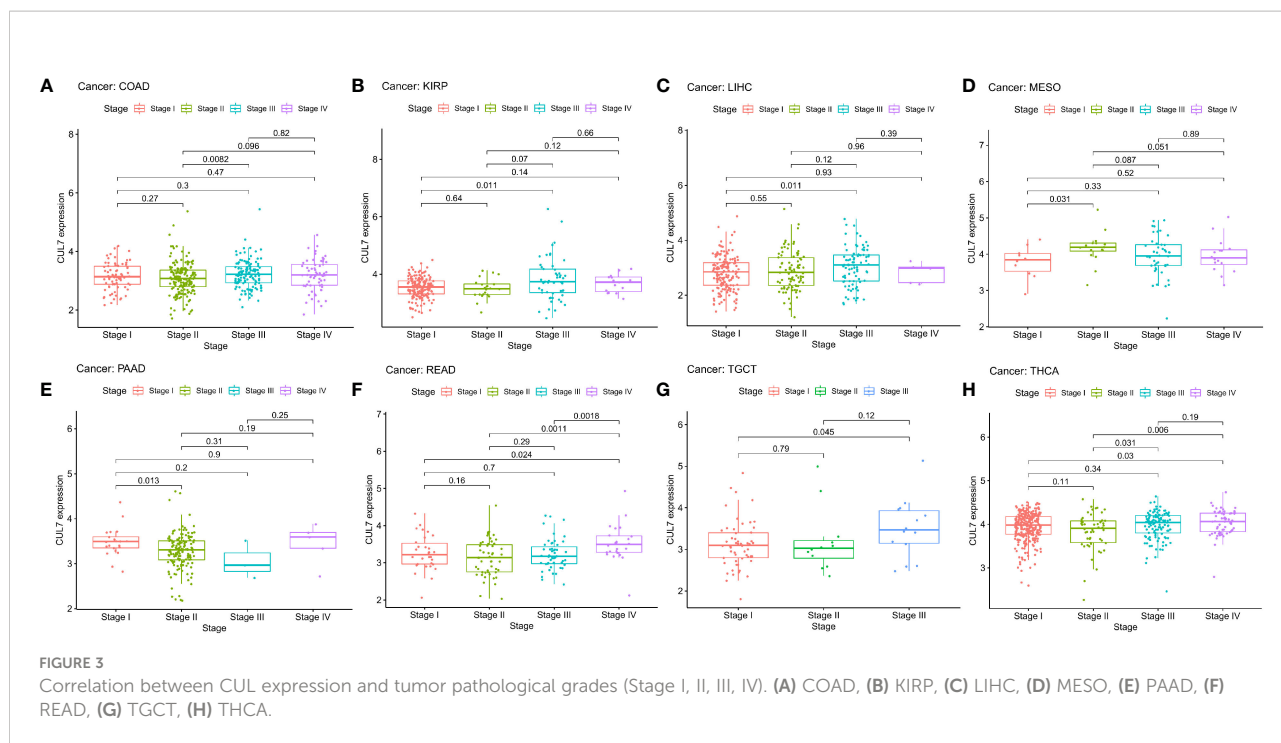 A Cancer: COAD
Stage Stage I Stage II Stage III Stage IV
0.82
0.096
0.0082
0.47
0.3
0.27
8
6
4
2
CUL7 expression
Stage I Stage II Stage III Stage IV
Stage
B Cancer: KIRP
Stage Stage I Stage II Stage III Stage IV
0.66
0.12
0.07
0.14
0.011
0.64
8
6
4
CUL7 expression
Stage I Stage II Stage III Stage IV
Stage
C Cancer: LIHC
Stage Stage I Stage II Stage III Stage IV
0.39
0.96
0.12
0.93
0.011
0.55
8
6
4
2
CUL7 expression
Stage I Stage II Stage III Stage IV
Stage
D Cancer: MESO
Stage Stage I Stage II Stage III Stage IV
0.89
0.051
0.087
0.52
0.33
0.031
7
6
5
4
3
2
CUL7 expression
Stage I Stage II Stage III Stage IV
Stage
E Cancer: PAAD
Stage Stage I Stage II Stage III Stage IV
0.25
0.19
0.31
0.9
0.2
0.013
6
5
4
3
2
CUL7 expression
Stage I Stage II Stage III Stage IV
Stage
F Cancer: READ
Stage Stage I Stage II Stage III Stage IV
0.0018
0.0011
0.29
0.024
0.7
0.16
7
6
5
4
3
2
CUL7 expression
Stage I Stage II Stage III Stage IV
Stage
G Cancer: TGCT
Stage Stage I Stage II Stage III
0.12
0.045
0.79
6
5
4
3
2
CUL7 expression
Stage I Stage II Stage III
Stage
H Cancer: THCA
Stage Stage I Stage II Stage III Stage IV
0.19
0.006
0.031
0.03
0.34
0.11
6
5
4
3
CUL7 expression
Stage I Stage II Stage III Stage IV
Stage
FIGURE 3
Correlation between CUL expression and tumor pathological grades (Stage I, II, III, IV). (A) COAD, (B) KIRP, (C) LIHC, (D) MESO, (E) PAAD, (F)
READ, (G) TGCT, (H) THCA.